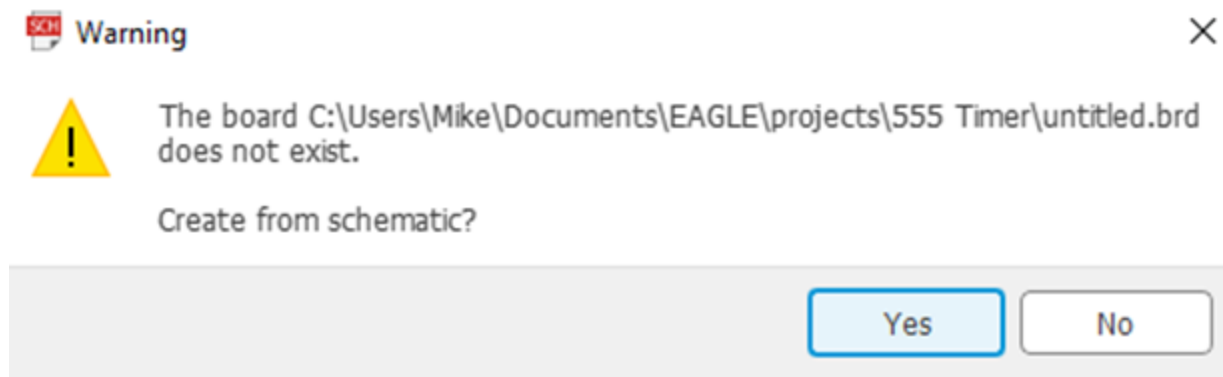 SCH Warning
The board C:\Users\Mike\Documents\EAGLE\projects\555 Timer\untitled.brd
does not exist.
Create from schematic?
Yes No